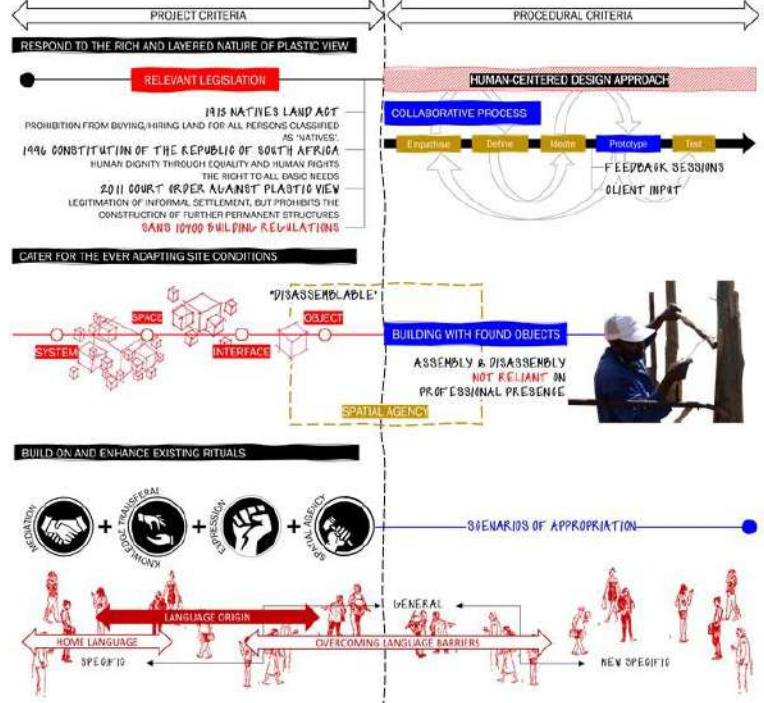 PROJECT CRITERIA
PROCEDURAL CRITERIA
RESPOND TO THE RICH AND LAYERED NATURE OF PLASTIC VIEW
RELEVANT LEGISLATION
HUMAN-CENTERED DESIGN APPROACH
1913 NATIVES LAND ACT
PROHIBITION FROM BUYING/HIRING LAND FOR ALL PERSONS CLASSIFIED
AS 'NATIVES'.
1996 CONSTITUTION OF THE REPUBLIC OF SOUTH AFRICA
HUMAN DIGNITY THROUGH EQUALITY AND HUMAN RIGHTS
THE RIGHT TO ALL BASIC NEEDS
2011 COURT ORDER AGAINST PLASTIC VIEW
LEGITIMATION OF INFORMAL SETTLEMENT, BUT PROHIBITS THE
CONSTRUCTION OF FURTHER PERMANENT STRUCTURES
SANS 10400 BUILDING REGULATIONS
COLLABORATIVE PROCESS
Empathise
Define
Ideate
Prototype
Test
FEEDBACK SESSIONS
CLIENT INPUT
CATER FOR THE EVER ADAPTING SITE CONDITIONS
"DISASSEMBLABLE"
SPACE
OBJECT
SYSTEM
INTERFACE
BUILDING WITH FOUND OBJECTS
ASSEMBLY & DISASSEMBLY
NOT RELIANT ON
PROFESSIONAL PRESENCE
SPATIAL AGENCY
BUILD ON AND ENHANCE EXISTING RITUALS
MEDIATION
+
KNOWLEDGE TRANSFERAL
+
EXPRESSION
+
SPATIAL AGENCY
SCENARIOS OF APPROPRIATION
GENERAL
LANGUAGE ORIGIN
HOME LANGUAGE
OVERCOMING LANGUAGE BARRIERS
SPECIFIC
NEW SPECIFIC